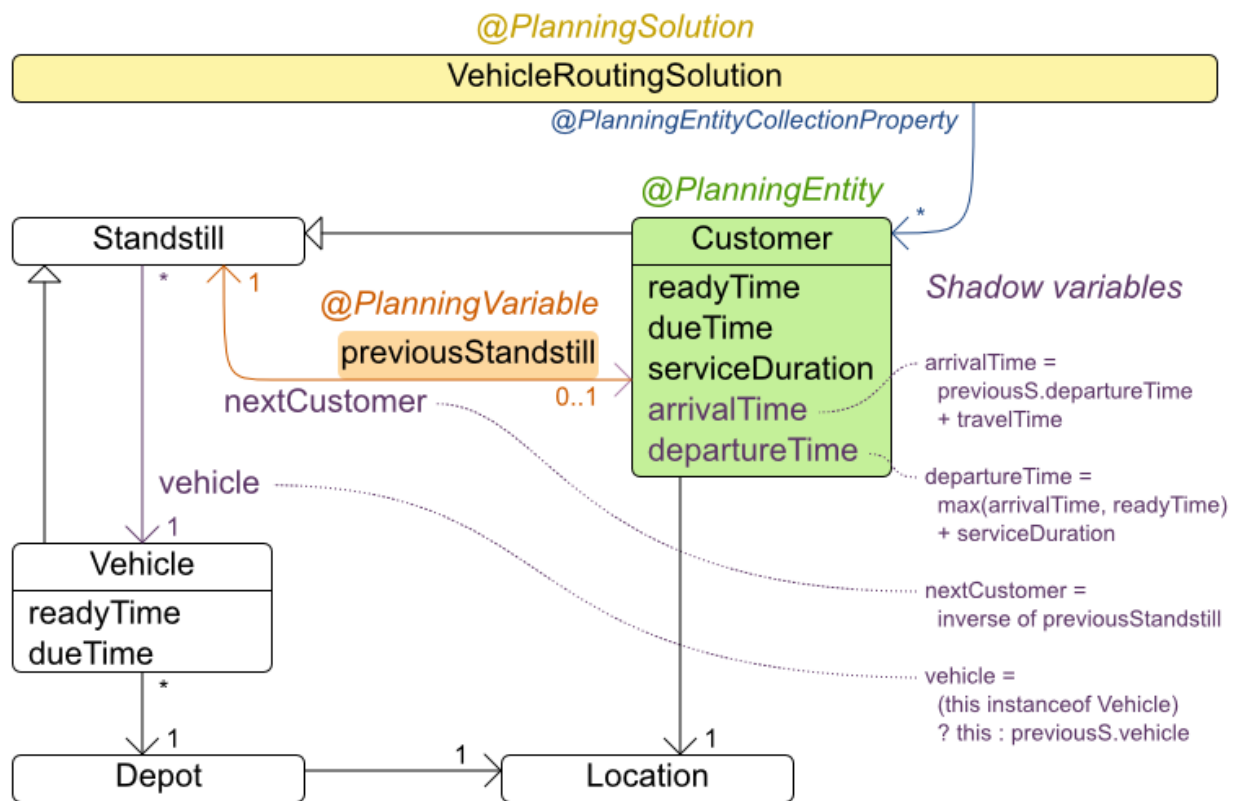 @PlanningSolution
VehicleRoutingSolution
@PlanningEntityCollectionProperty
@PlanningEntity
*
Standstill
Customer
*
1
@PlanningVariable
previousStandstill
0..1
nextCustomer
readyTime
dueTime
serviceDuration
arrivalTime
departureTime
Shadow variables
arrivalTime =
previousS.departureTime
+ travelTime
departureTime =
max(arrivalTime, readyTime)
+ serviceDuration
nextCustomer =
inverse of previousStandstill
vehicle =
(this instanceof Vehicle)
? this : previousS.vehicle
vehicle
1
Vehicle
readyTime
dueTime
*
1
Depot
1
1
Location